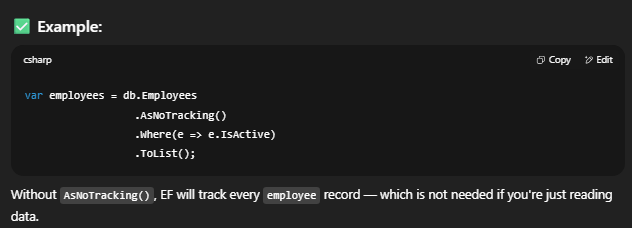 ✅ Example:
csharp Copy Edit
var employees = db.Employees
.AsNoTracking()
.Where(e => e.IsActive)
.ToList();
Without AsNoTracking(), EF will track every employee record — which is not needed if you're just reading
data.